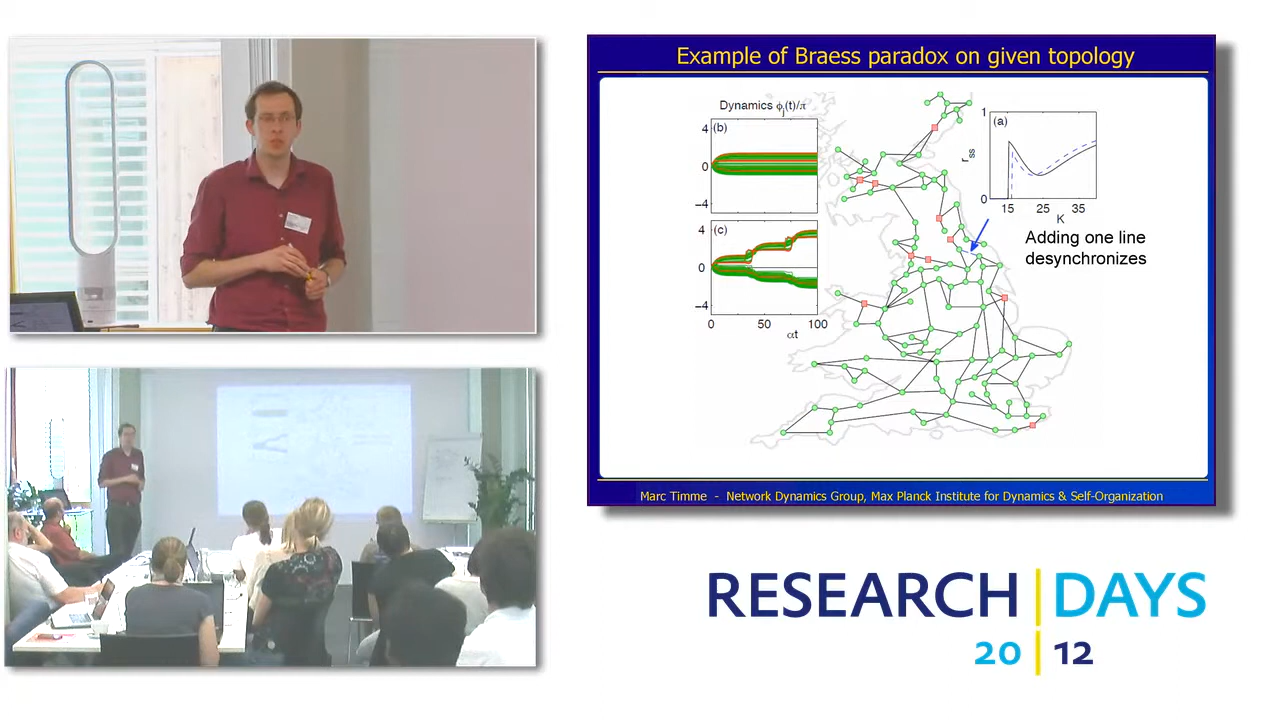 Example of Braess paradox on given topology
Dynamics ϕj(t)/π
4
(b)
0
−4
4
(c)
0
−4
0 50 100
αt
1
(a)
rss
0
15 25 35
K
Adding one line
desynchronizes
Marc Timme - Network Dynamics Group, Max Planck Institute for Dynamics & Self-Organization
RESEARCH DAYS
20 12